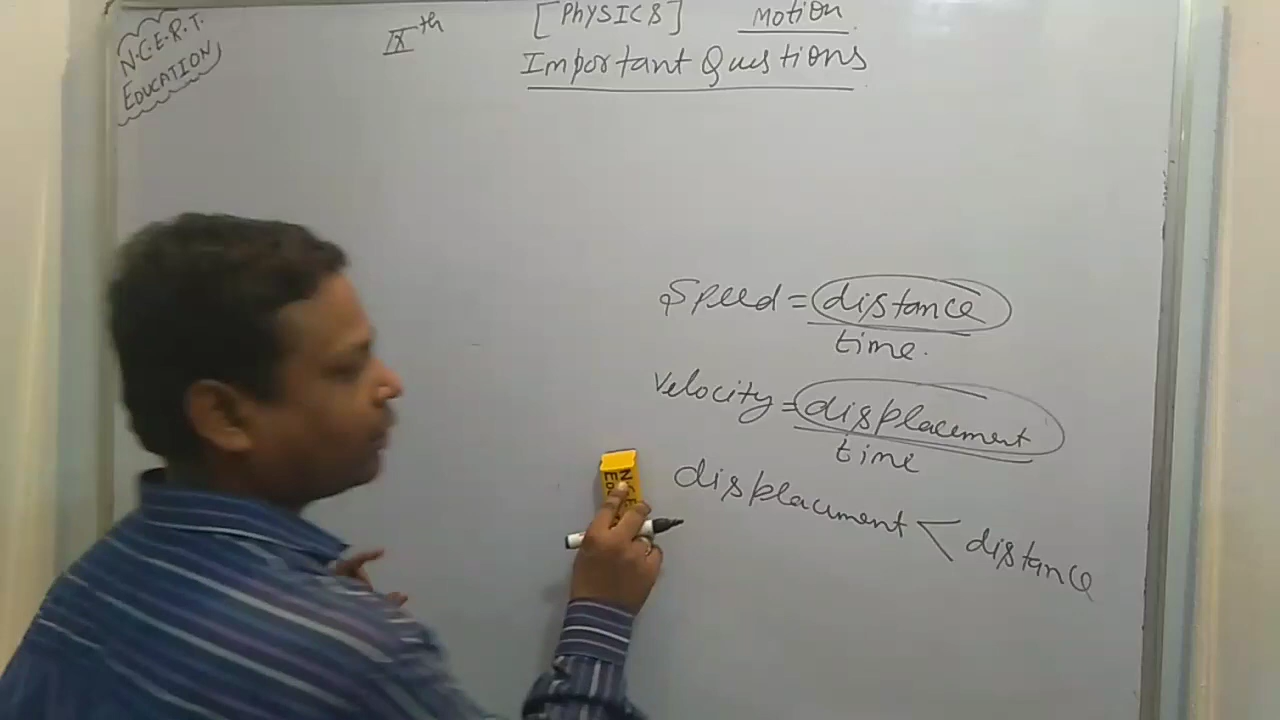 N.C.E.R.T.
EDUCATION
IXth [PHYSICS] Motion
Important Questions
Speed = distance
time.
Velocity = displacement
time
displacement < distance